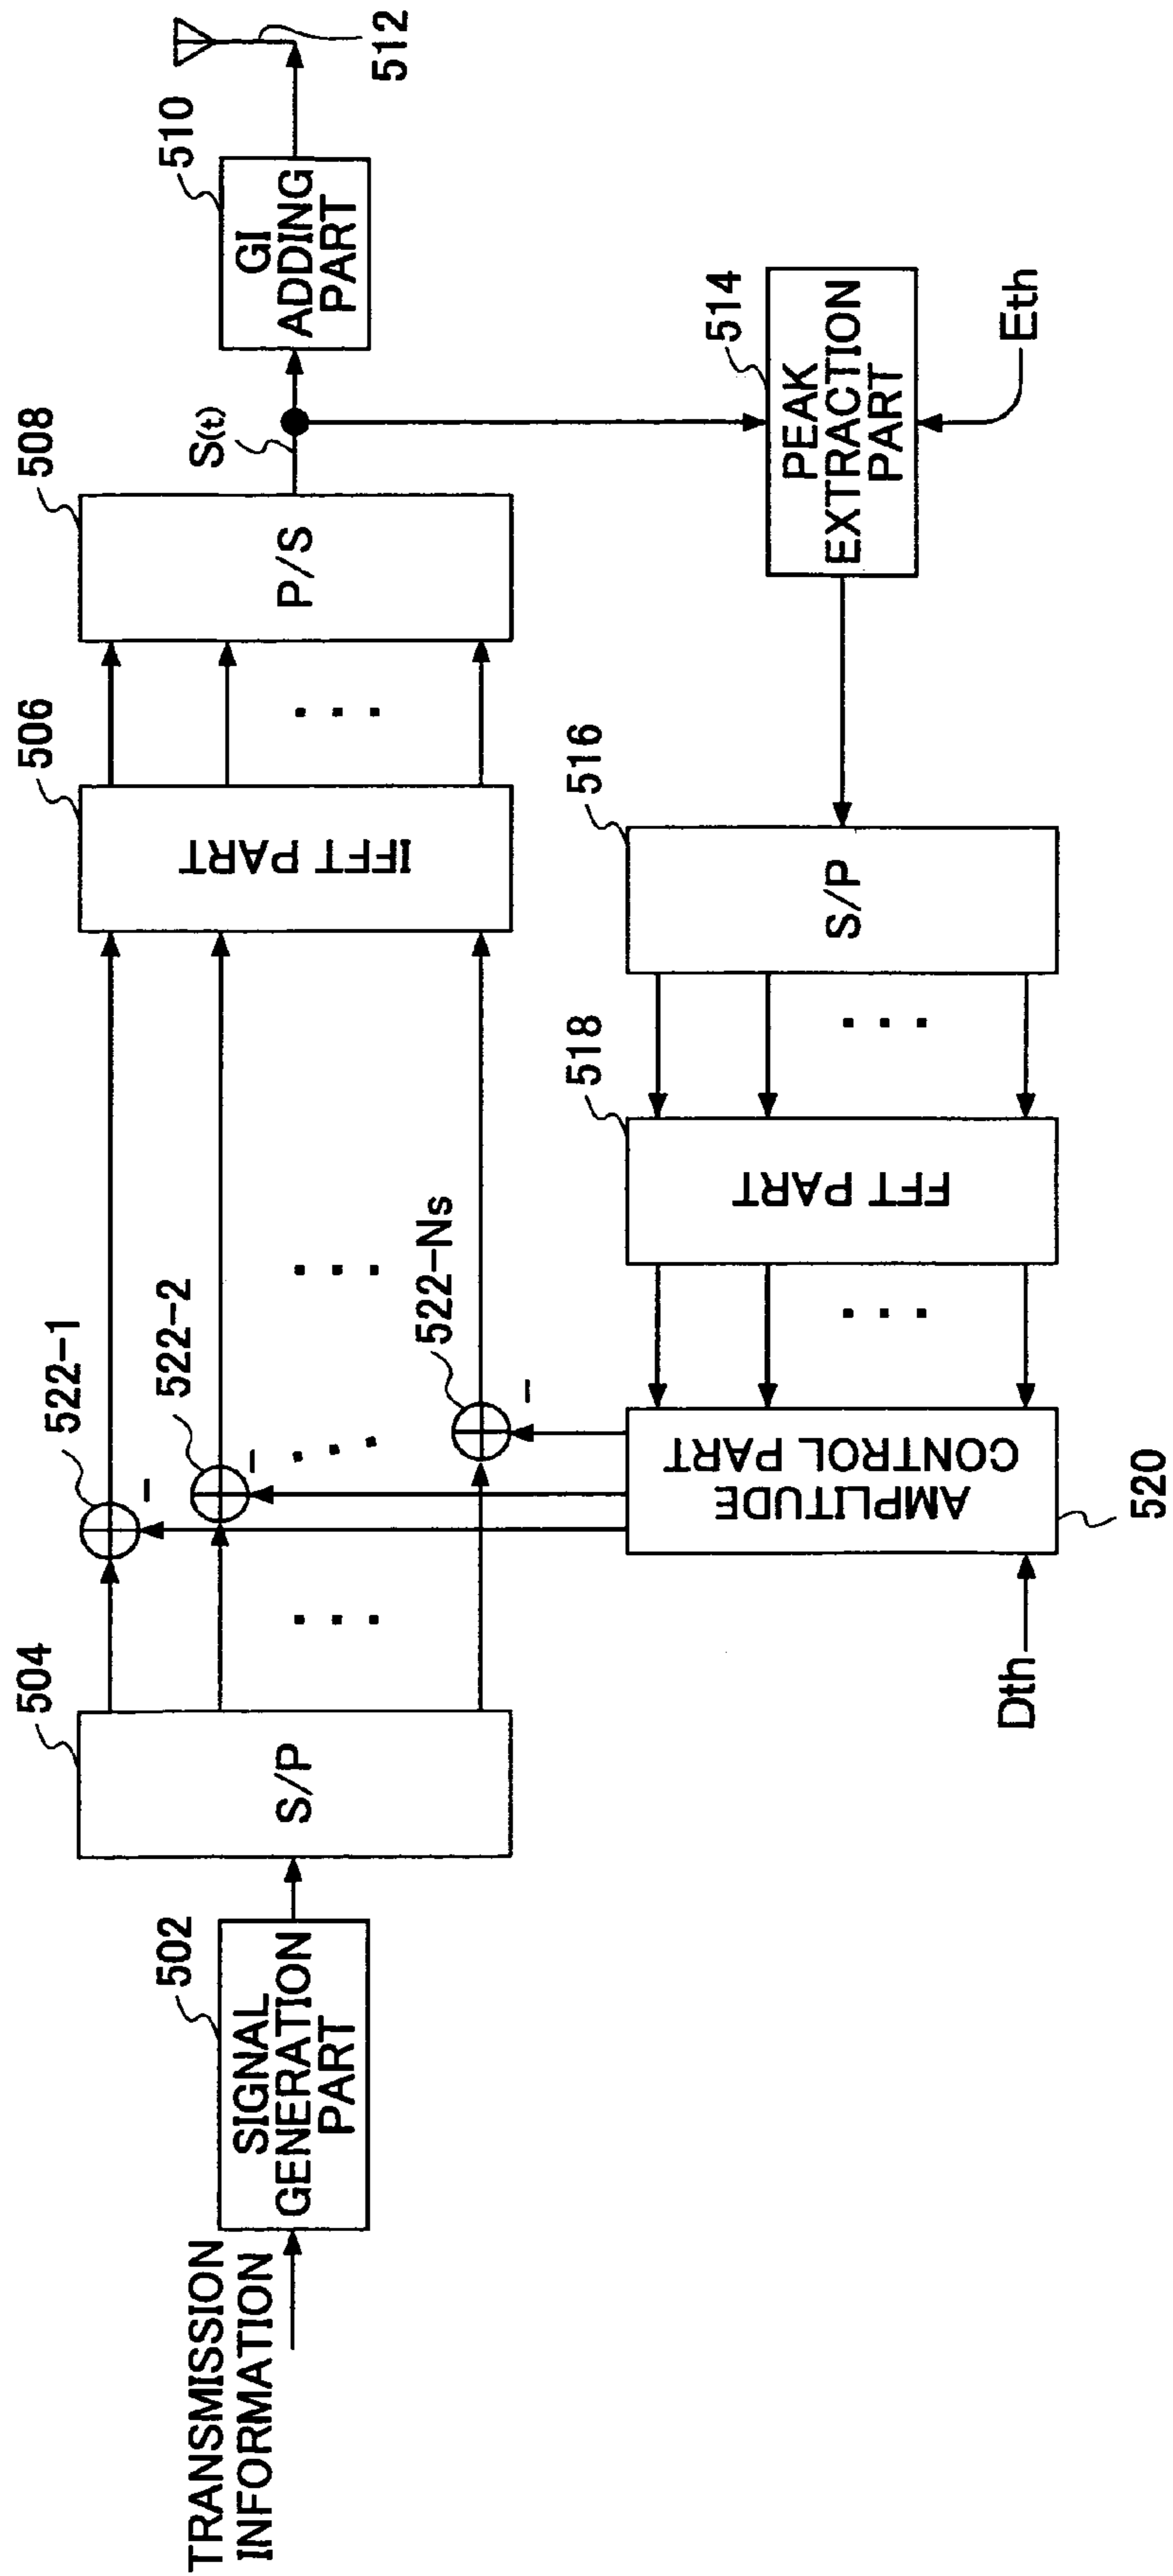 TRANSMISSION
INFORMATION
502
SIGNAL
GENERATION
PART
504
S/P
522-1
522-2
522-Ns
-
-
-
. . .
. . .
. . .
506
IFFT PART
. . .
508
P/S
S(t)
510
GI
ADDING
PART
512
514
PEAK
EXTRACTION
PART
Eth
516
S/P
. . .
518
FFT PART
. . .
AMPLITUDE
CONTROL PART
520
Dth